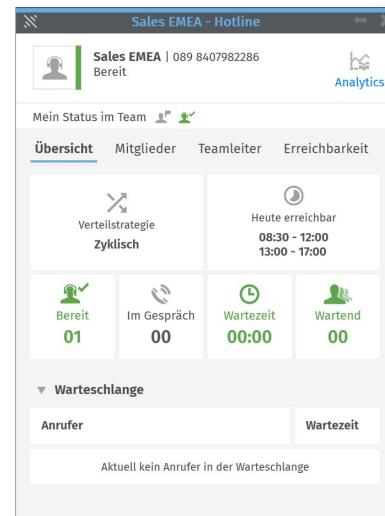 Sales EMEA - Hotline
Sales EMEA | 089 8407982286
Bereit
Analytics
Mein Status im Team
Übersicht Mitglieder Teamleiter Erreichbarkeit
Verteilstrategie
Zyklisch
Heute erreichbar
08:30 - 12:00
13:00 - 17:00
Bereit
01
Im Gespräch
00
Wartezeit
00:00
Wartend
00
Warteschlange
Anrufer Wartezeit
Aktuell kein Anrufer in der Warteschlange